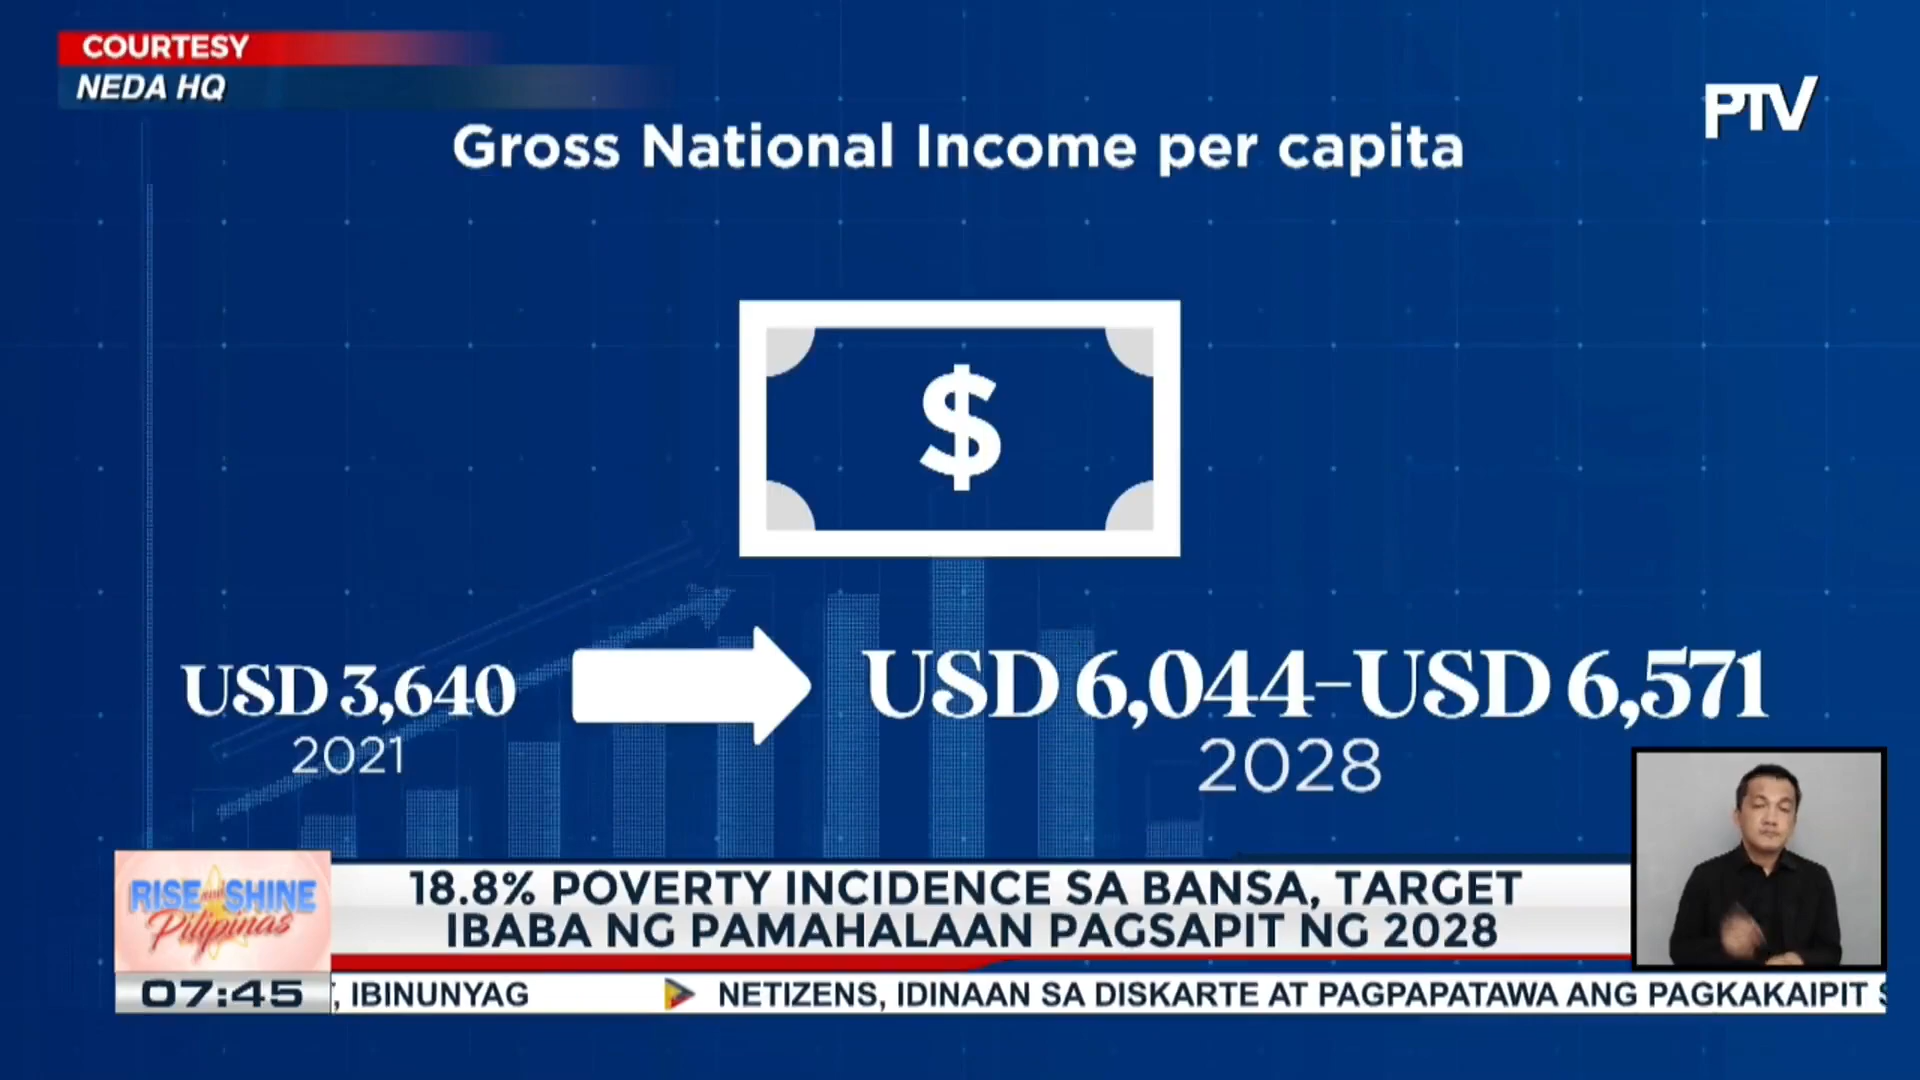 COURTESY
NEDA HQ
PTV
Gross National Income per capita
$
USD 3,640
2021
USD 6,044–USD 6,571
2028
RISE and SHINE
Pilipinas
18.8% POVERTY INCIDENCE SA BANSA, TARGET
IBABA NG PAMAHALAAN PAGSAPIT NG 2028
07:45
, IBINUNYAG
NETIZENS, IDINAAN SA DISKARTE AT PAGPAPATAWA ANG PAGKAKAIPIT